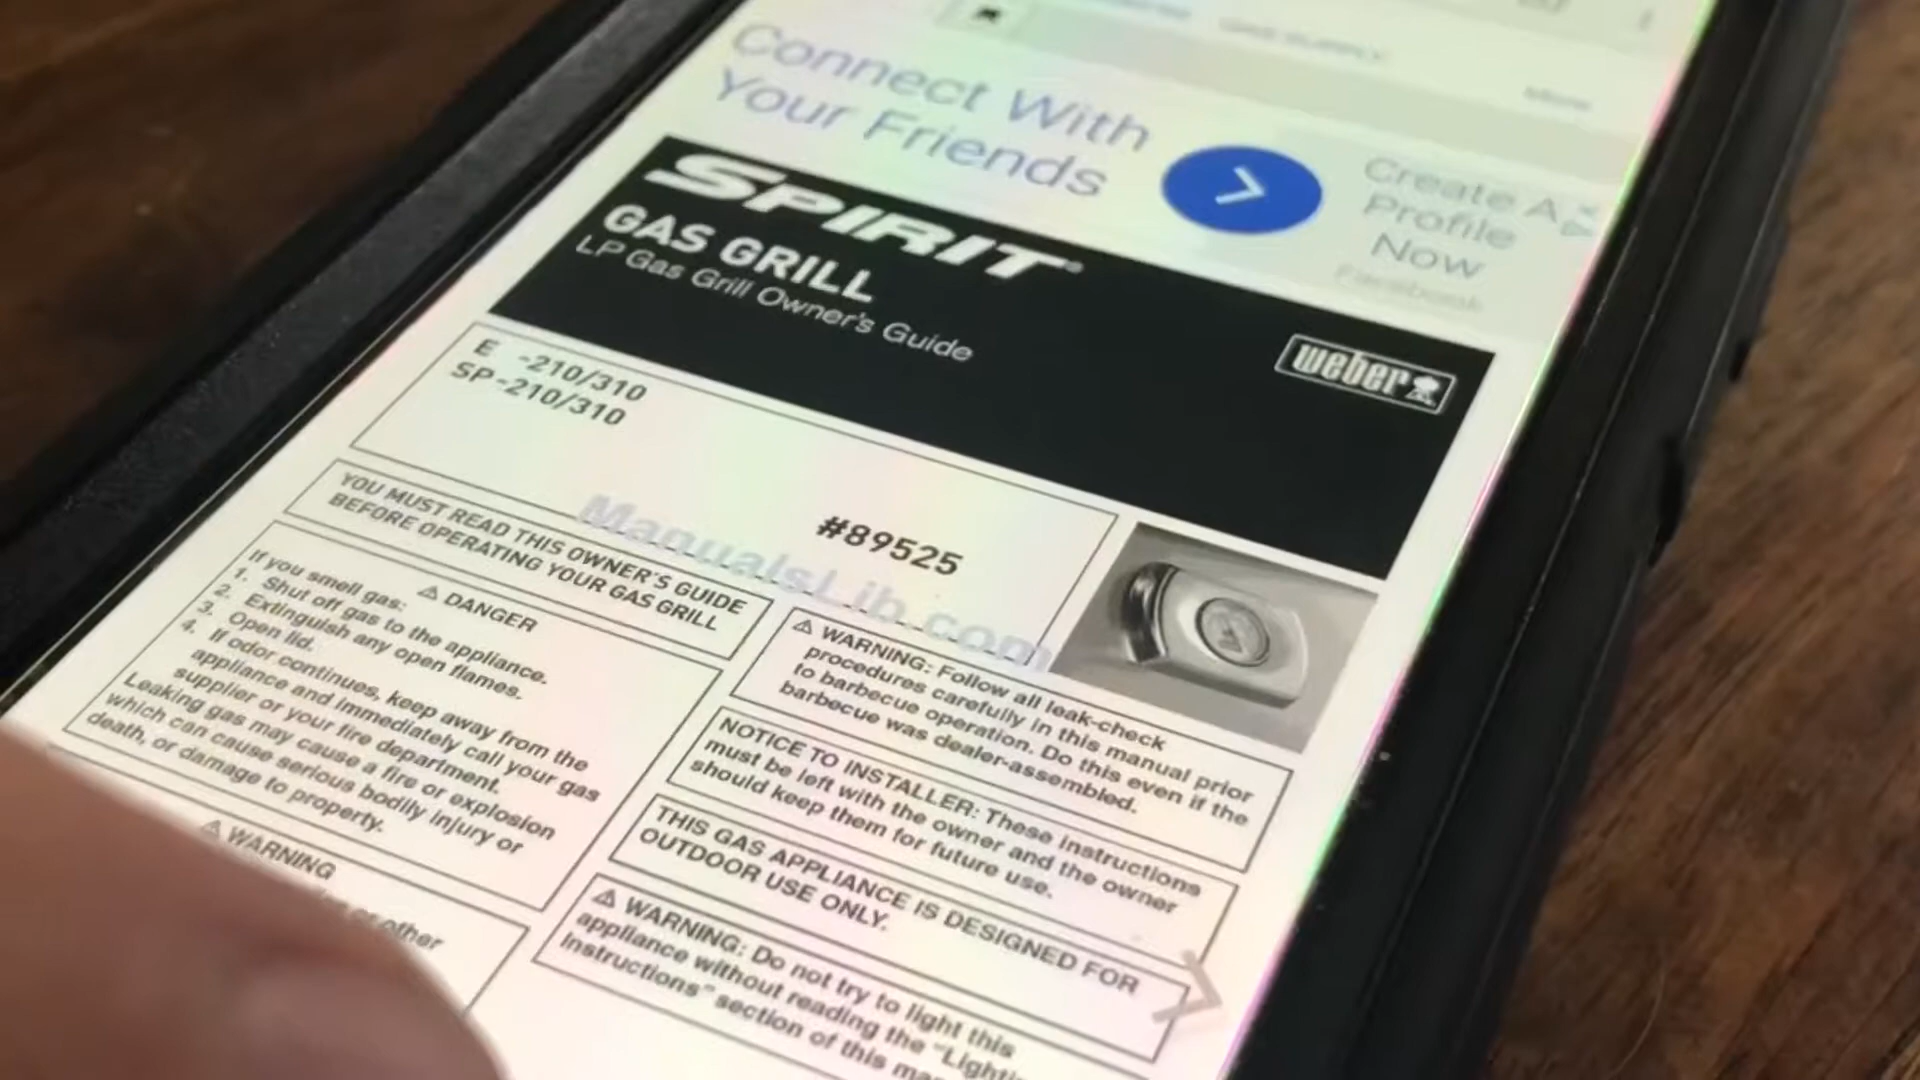 GAS SUPPLY
More
Connect With
Your Friends
Create A
Profile
Now
Facebook
SPIRIT®
GAS GRILL
LP Gas Grill Owner's Guide
weber
E -210/310
SP-210/310
#89525
ManualsLib.com
YOU MUST READ THIS OWNER'S GUIDE
BEFORE OPERATING YOUR GAS GRILL
⚠ DANGER
If you smell gas:
1. Shut off gas to the appliance.
2. Extinguish any open flames.
3. Open lid.
4. If odor continues, keep away from the
appliance and immediately call your gas
supplier or your fire department.
Leaking gas may cause a fire or explosion
which can cause serious bodily injury or
death, or damage to property.
⚠ WARNING
or other
⚠ WARNING: Follow all leak-check
procedures carefully in this manual prior
to barbecue operation. Do this even if the
barbecue was dealer-assembled.
NOTICE TO INSTALLER: These instructions
must be left with the owner and the owner
should keep them for future use.
THIS GAS APPLIANCE IS DESIGNED FOR
OUTDOOR USE ONLY.
⚠ WARNING: Do not try to light this
appliance without reading the "Lighti
Instructions" section of this ma